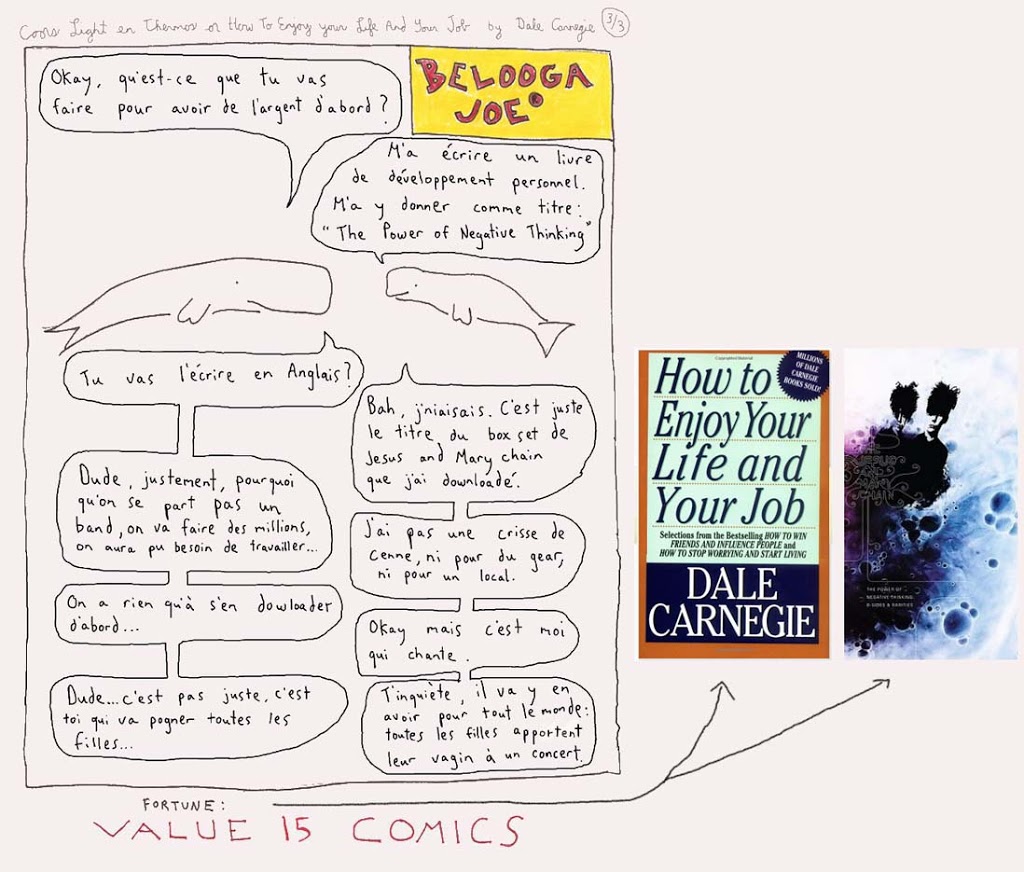 Coors Light en Thermos or How To Enjoy your Life And Your Job by Dale Carnegie 3/3
BELOOGA
JOE®
Okay, qu'est-ce que tu vas
faire pour avoir de l'argent d'abord ?
M'a écrire un livre
de développement personnel.
M'a y donner comme titre:
"The Power of Negative Thinking"
Tu vas l'écrire en Anglais?
Bah, j'niaisais. C'est juste
le titre du box set de
Jesus and Mary chain
que j'ai downloadé.
Dude, justement, pourquoi
qu'on se part pas un
band, on va faire des millions,
on aura pu besoin de travailler...
J'ai pas une crisse de
cenne, ni pour du gear,
ni pour un local.
On a rien qu'à s'en dowloader
d'abord...
Okay mais c'est moi
qui chante.
Dude...c'est pas juste, c'est
toi qui va pogner toutes les
filles...
T'inquiète, il va y en
avoir pour tout le monde:
toutes les filles apportent
leur vagin à un concert.
FORTUNE:
VALUE 15 COMICS
MILLIONS
OF DALE
CARNEGIE
BOOKS SOLD!
How to
Enjoy Your
Life and
Your Job
Selections from the Bestselling HOW TO WIN
FRIENDS AND INFLUENCE PEOPLE and
HOW TO STOP WORRYING AND START LIVING
DALE
CARNEGIE
THE
JESUS
AND
MARY
CHAIN
THE POWER OF
NEGATIVE THINKING:
B-SIDES & RARITIES